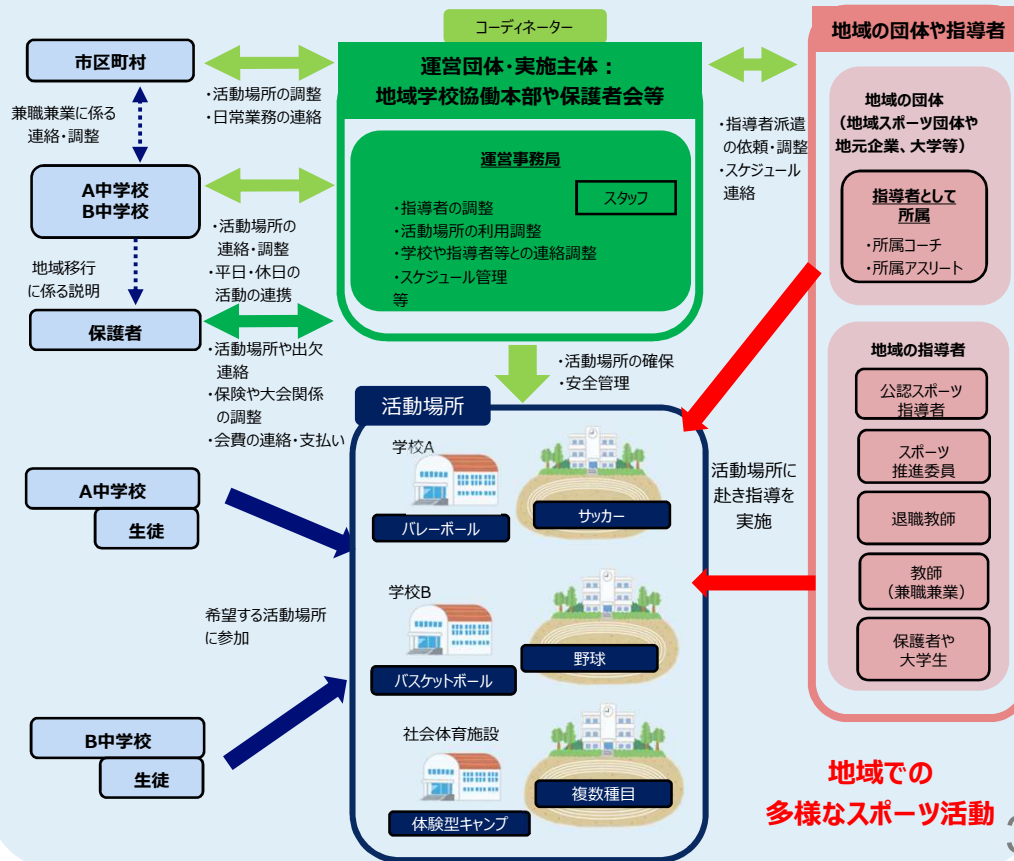 コーディネーター
市区町村
兼職兼業に係る
連絡・調整
A中学校
B中学校
地域移行
に係る説明
保護者
・活動場所の調整
・日常業務の連絡
・活動場所の
連絡・調整
・平日・休日の
活動の連携
・活動場所や出欠
連絡
・保険や大会関係
の調整
・会費の連絡・支払い
運営団体・実施主体：
地域学校協働本部や保護者会等
運営事務局
スタッフ
・指導者の調整
・活動場所の利用調整
・学校や指導者等との連絡調整
・スケジュール管理
等
・指導者派遣
の依頼・調整
・スケジュール
連絡
地域の団体や指導者
地域の団体
（地域スポーツ団体や
地元企業、大学等）
指導者として
所属
・所属コーチ
・所属アスリート
地域の指導者
公認スポーツ
指導者
スポーツ
推進委員
退職教師
教師
（兼職兼業）
保護者や
大学生
・活動場所の確保
・安全管理
活動場所
学校A
バレーボール
サッカー
学校B
バスケットボール
野球
社会体育施設
体験型キャンプ
複数種目
活動場所に
赴き指導を
実施
A中学校
生徒
希望する活動場所
に参加
B中学校
生徒
地域での
多様なスポーツ活動